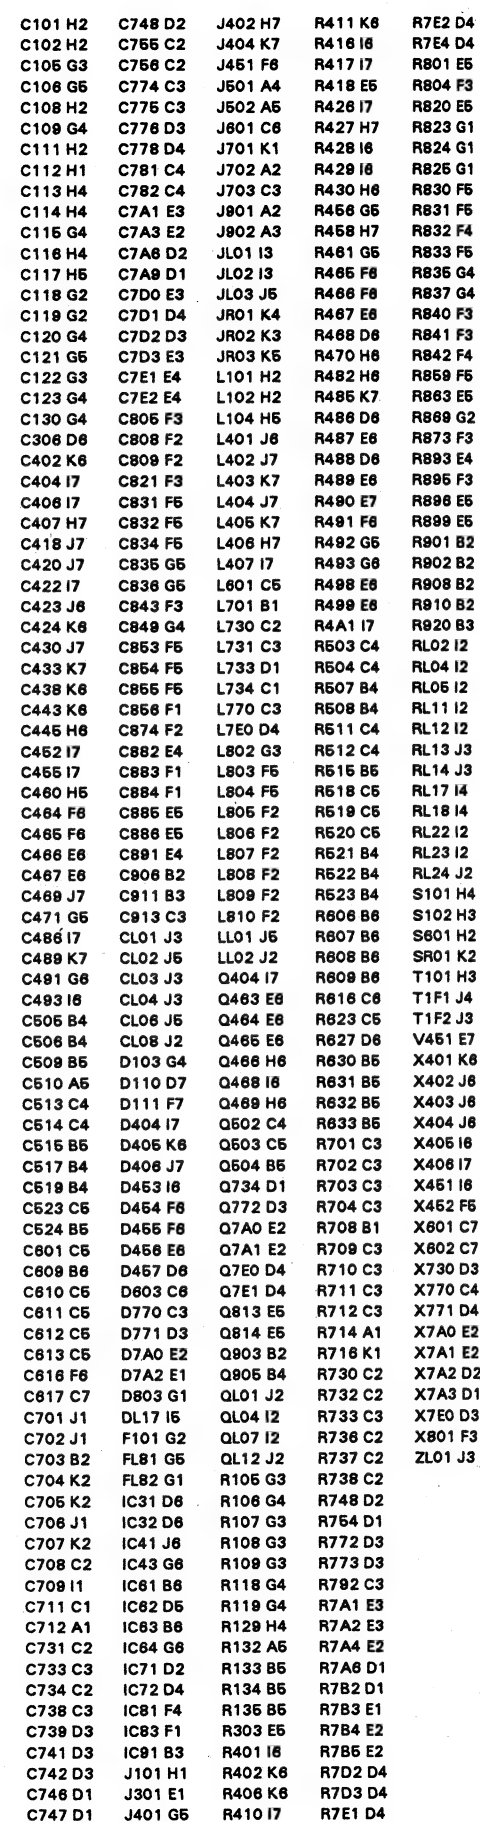 C101 H2
C102 H2
C105 G3
C106 G5
C108 H2
C109 G4
C111 H2
C112 H1
C113 H4
C114 H4
C115 G4
C116 H4
C117 H5
C118 G2
C119 G2
C120 G4
C121 G5
C122 G3
C123 G4
C130 G4
C306 D6
C402 K6
C404 I7
C406 I7
C407 H7
C418 J7
C420 J7
C422 I7
C423 J6
C424 K6
C430 J7
C433 K7
C438 K6
C443 K6
C445 H6
C452 I7
C455 I7
C460 H5
C464 F6
C465 F6
C466 E6
C467 E6
C469 J7
C471 G5
C486 I7
C489 K7
C491 G6
C493 I6
C505 B4
C506 B4
C509 B5
C510 A5
C513 C4
C514 C4
C515 B5
C517 B4
C519 B4
C523 C5
C524 B5
C601 C5
C609 B6
C610 C5
C611 C5
C612 C5
C613 C5
C616 F6
C617 C7
C701 J1
C702 J1
C703 B2
C704 K2
C705 K2
C706 J1
C707 K2
C708 C2
C709 I1
C711 C1
C712 A1
C731 C2
C733 C3
C734 C2
C738 C3
C739 D3
C741 D3
C742 D3
C746 D1
C747 D1
C748 D2
C755 C2
C756 C2
C774 C3
C775 C3
C776 D3
C778 D4
C781 C4
C782 C4
C7A1 E3
C7A3 E2
C7A6 D2
C7A9 D1
C7D0 E3
C7D1 D4
C7D2 D3
C7D3 E3
C7E1 E4
C7E2 E4
C805 F3
C808 F2
C809 F2
C821 F3
C831 F5
C832 F5
C834 F5
C835 G5
C836 G5
C843 F3
C849 G4
C853 F5
C854 F5
C855 F5
C856 F1
C874 F2
C882 E4
C883 F1
C884 F1
C885 E5
C886 E5
C891 E4
C906 B2
C911 B3
C913 C3
CL01 J3
CL02 J5
CL03 J3
CL04 J3
CL06 J5
CL08 J2
D103 G4
D110 D7
D111 F7
D404 I7
D405 K6
D406 J7
D453 I6
D454 F6
D455 F6
D456 E6
D457 D6
D603 C6
D770 C3
D771 D3
D7A0 E2
D7A2 E1
D803 G1
DL17 I5
F101 G2
FL81 G5
FL82 G1
IC31 D6
IC32 D6
IC41 J6
IC43 G6
IC61 B6
IC62 D5
IC63 B6
IC64 G6
IC71 D2
IC72 D4
IC81 F4
IC83 F1
IC91 B3
J101 H1
J301 E1
J401 G5
J402 H7
J404 K7
J451 F6
J501 A4
J502 A5
J601 C6
J701 K1
J702 A2
J703 C3
J901 A2
J902 A3
JL01 I3
JL02 I3
JL03 J5
JR01 K4
JR02 K3
JR03 K5
L101 H2
L102 H2
L104 H5
L401 J6
L402 J7
L403 K7
L404 J7
L405 K7
L406 H7
L407 I7
L601 C5
L701 B1
L730 C2
L731 C3
L733 D1
L734 C1
L770 C3
L7E0 D4
L802 G3
L803 F5
L804 F5
L805 F2
L806 F2
L807 F2
L808 F2
L809 F2
L810 F2
LL01 J5
LL02 J2
Q404 I7
Q463 E6
Q464 E6
Q465 E6
Q466 H6
Q468 I6
Q469 H6
Q502 C4
Q503 C5
Q504 B5
Q734 D1
Q772 D3
Q7A0 E2
Q7A1 E2
Q7E0 D4
Q7E1 D4
Q813 E5
Q814 E5
Q903 B2
Q905 B4
QL01 J2
QL04 I2
QL07 I2
QL12 J2
R105 G3
R106 G4
R107 G3
R108 G3
R109 G3
R118 G4
R119 G4
R129 H4
R132 A5
R133 B5
R134 B5
R135 B5
R303 E5
R401 I6
R402 K6
R406 K6
R410 I7
R411 K6
R416 I6
R417 I7
R418 E5
R426 I7
R427 H7
R428 I6
R429 I6
R430 H6
R456 G5
R458 H7
R461 G5
R465 F6
R466 F6
R467 E6
R468 D6
R470 H6
R482 H6
R485 K7
R486 D6
R487 E6
R488 D6
R489 E6
R490 E7
R491 F6
R492 G5
R493 G6
R498 E6
R499 E6
R4A1 I7
R503 C4
R504 C4
R507 B4
R508 B4
R511 C4
R512 C4
R515 B5
R518 C5
R519 C5
R520 C5
R521 B4
R522 B4
R523 B4
R606 B6
R607 B6
R608 B6
R609 B6
R616 C6
R623 C5
R627 D6
R630 B5
R631 B5
R632 B5
R633 B5
R701 C3
R702 C3
R703 C3
R704 C3
R708 B1
R709 C3
R710 C3
R711 C3
R712 C3
R714 A1
R716 K1
R730 C2
R732 C2
R733 C3
R736 C2
R737 C2
R738 C2
R748 D2
R754 D1
R772 D3
R773 D3
R792 C3
R7A1 E3
R7A2 E3
R7A4 E2
R7A6 D1
R7B2 D1
R7B3 E1
R7B4 E2
R7B5 E2
R7D2 D4
R7D3 D4
R7E1 D4
R7E2 D4
R7E4 D4
R801 E5
R804 F3
R820 E5
R823 G1
R824 G1
R825 G1
R830 F5
R831 F5
R832 F4
R833 F5
R835 G4
R837 G4
R840 F3
R841 F3
R842 F4
R859 F5
R863 E5
R869 G2
R873 F3
R893 E4
R895 F3
R896 E5
R899 E5
R901 B2
R902 B2
R908 B2
R910 B2
R920 B3
RL02 I2
RL04 I2
RL05 I2
RL11 I2
RL12 I2
RL13 J3
RL14 J3
RL17 I4
RL18 I4
RL22 I2
RL23 I2
RL24 J2
S101 H4
S102 H3
S601 H2
SR01 K2
T101 H3
T1F1 J4
T1F2 J3
V451 E7
X401 K6
X402 J6
X403 J6
X404 J6
X405 I6
X406 I7
X451 I6
X452 F5
X601 C7
X602 C7
X730 D3
X770 C4
X771 D4
X7A0 E2
X7A1 E2
X7A2 D2
X7A3 D1
X7E0 D3
X801 F3
ZL01 J3